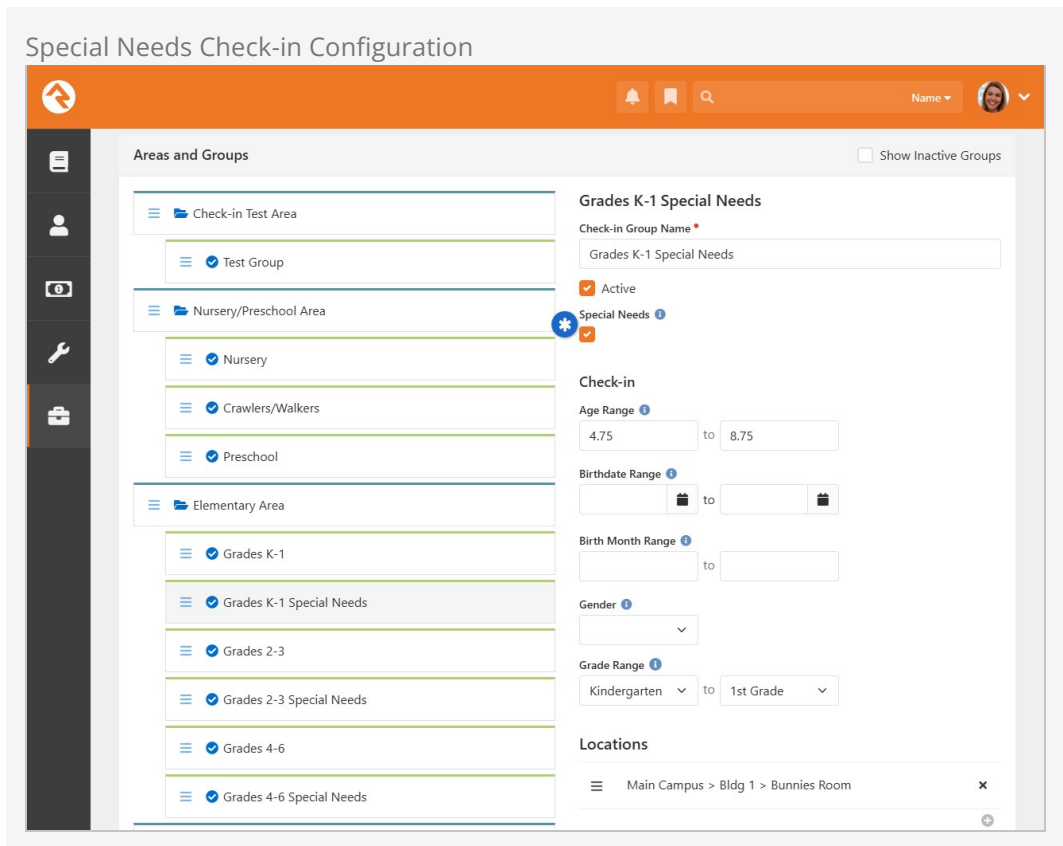 Special Needs Check-in Configuration
Name
Areas and Groups
Show Inactive Groups
Check-in Test Area
Test Group
Nursery/Preschool Area
Nursery
Crawlers/Walkers
Preschool
Elementary Area
Grades K-1
Grades K-1 Special Needs
Grades 2-3
Grades 2-3 Special Needs
Grades 4-6
Grades 4-6 Special Needs
Grades K-1 Special Needs
Check-in Group Name *
Grades K-1 Special Needs
Active
Special Needs
Check-in
Age Range
4.75 to 8.75
Birthdate Range
to
Birth Month Range
to
Gender
Grade Range
Kindergarten to 1st Grade
Locations
Main Campus > Bldg 1 > Bunnies Room